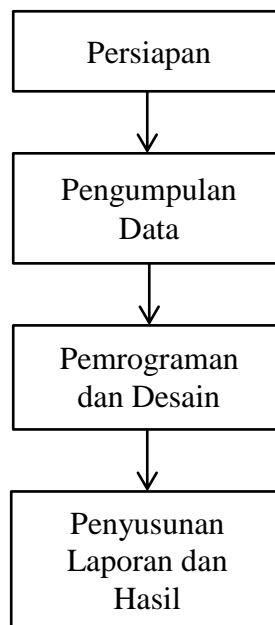 Persiapan
Pengumpulan
Data
Pemrograman
dan Desain
Penyusunan
Laporan dan
Hasil